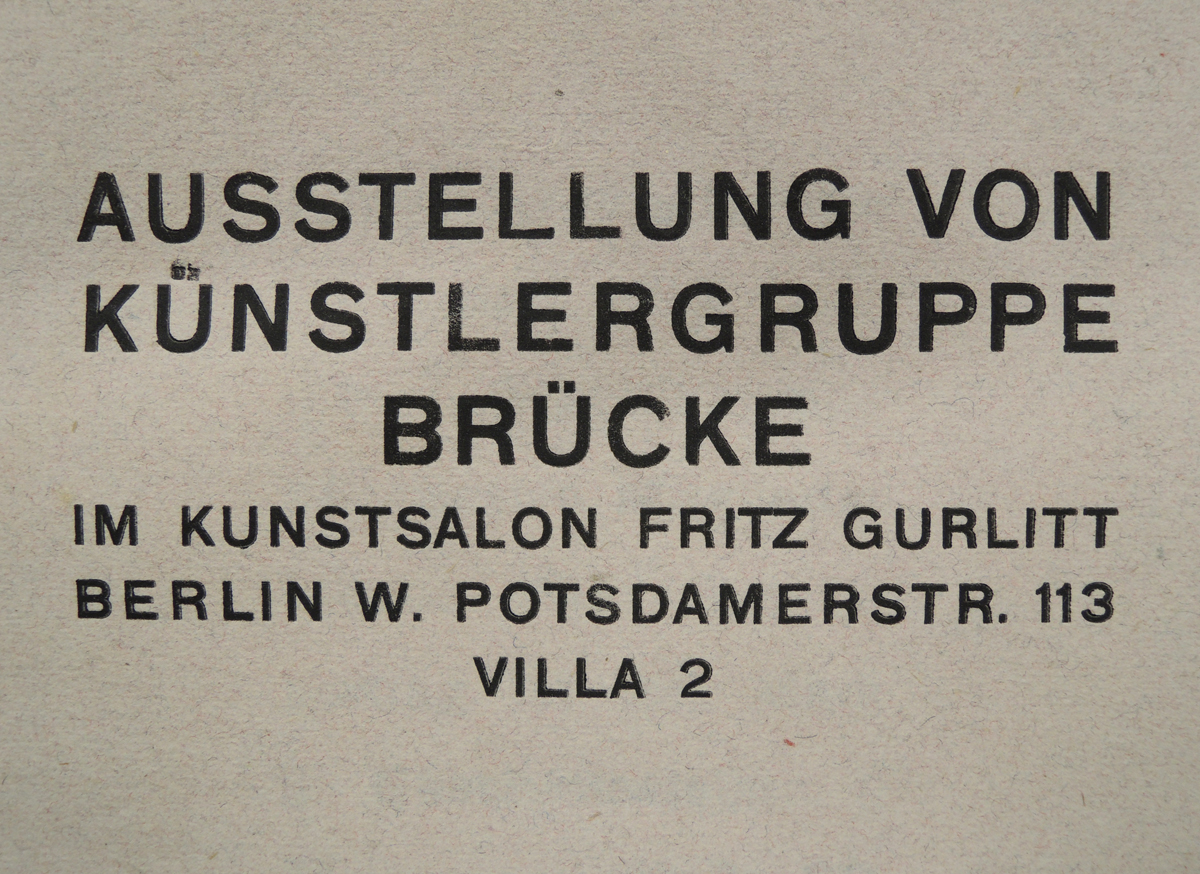 AUSSTELLUNG VON
KÜNSTLERGRUPPE
BRÜCKE
IM KUNSTSALON FRITZ GURLITT
BERLIN W. POTSDAMERSTR. 113
VILLA 2